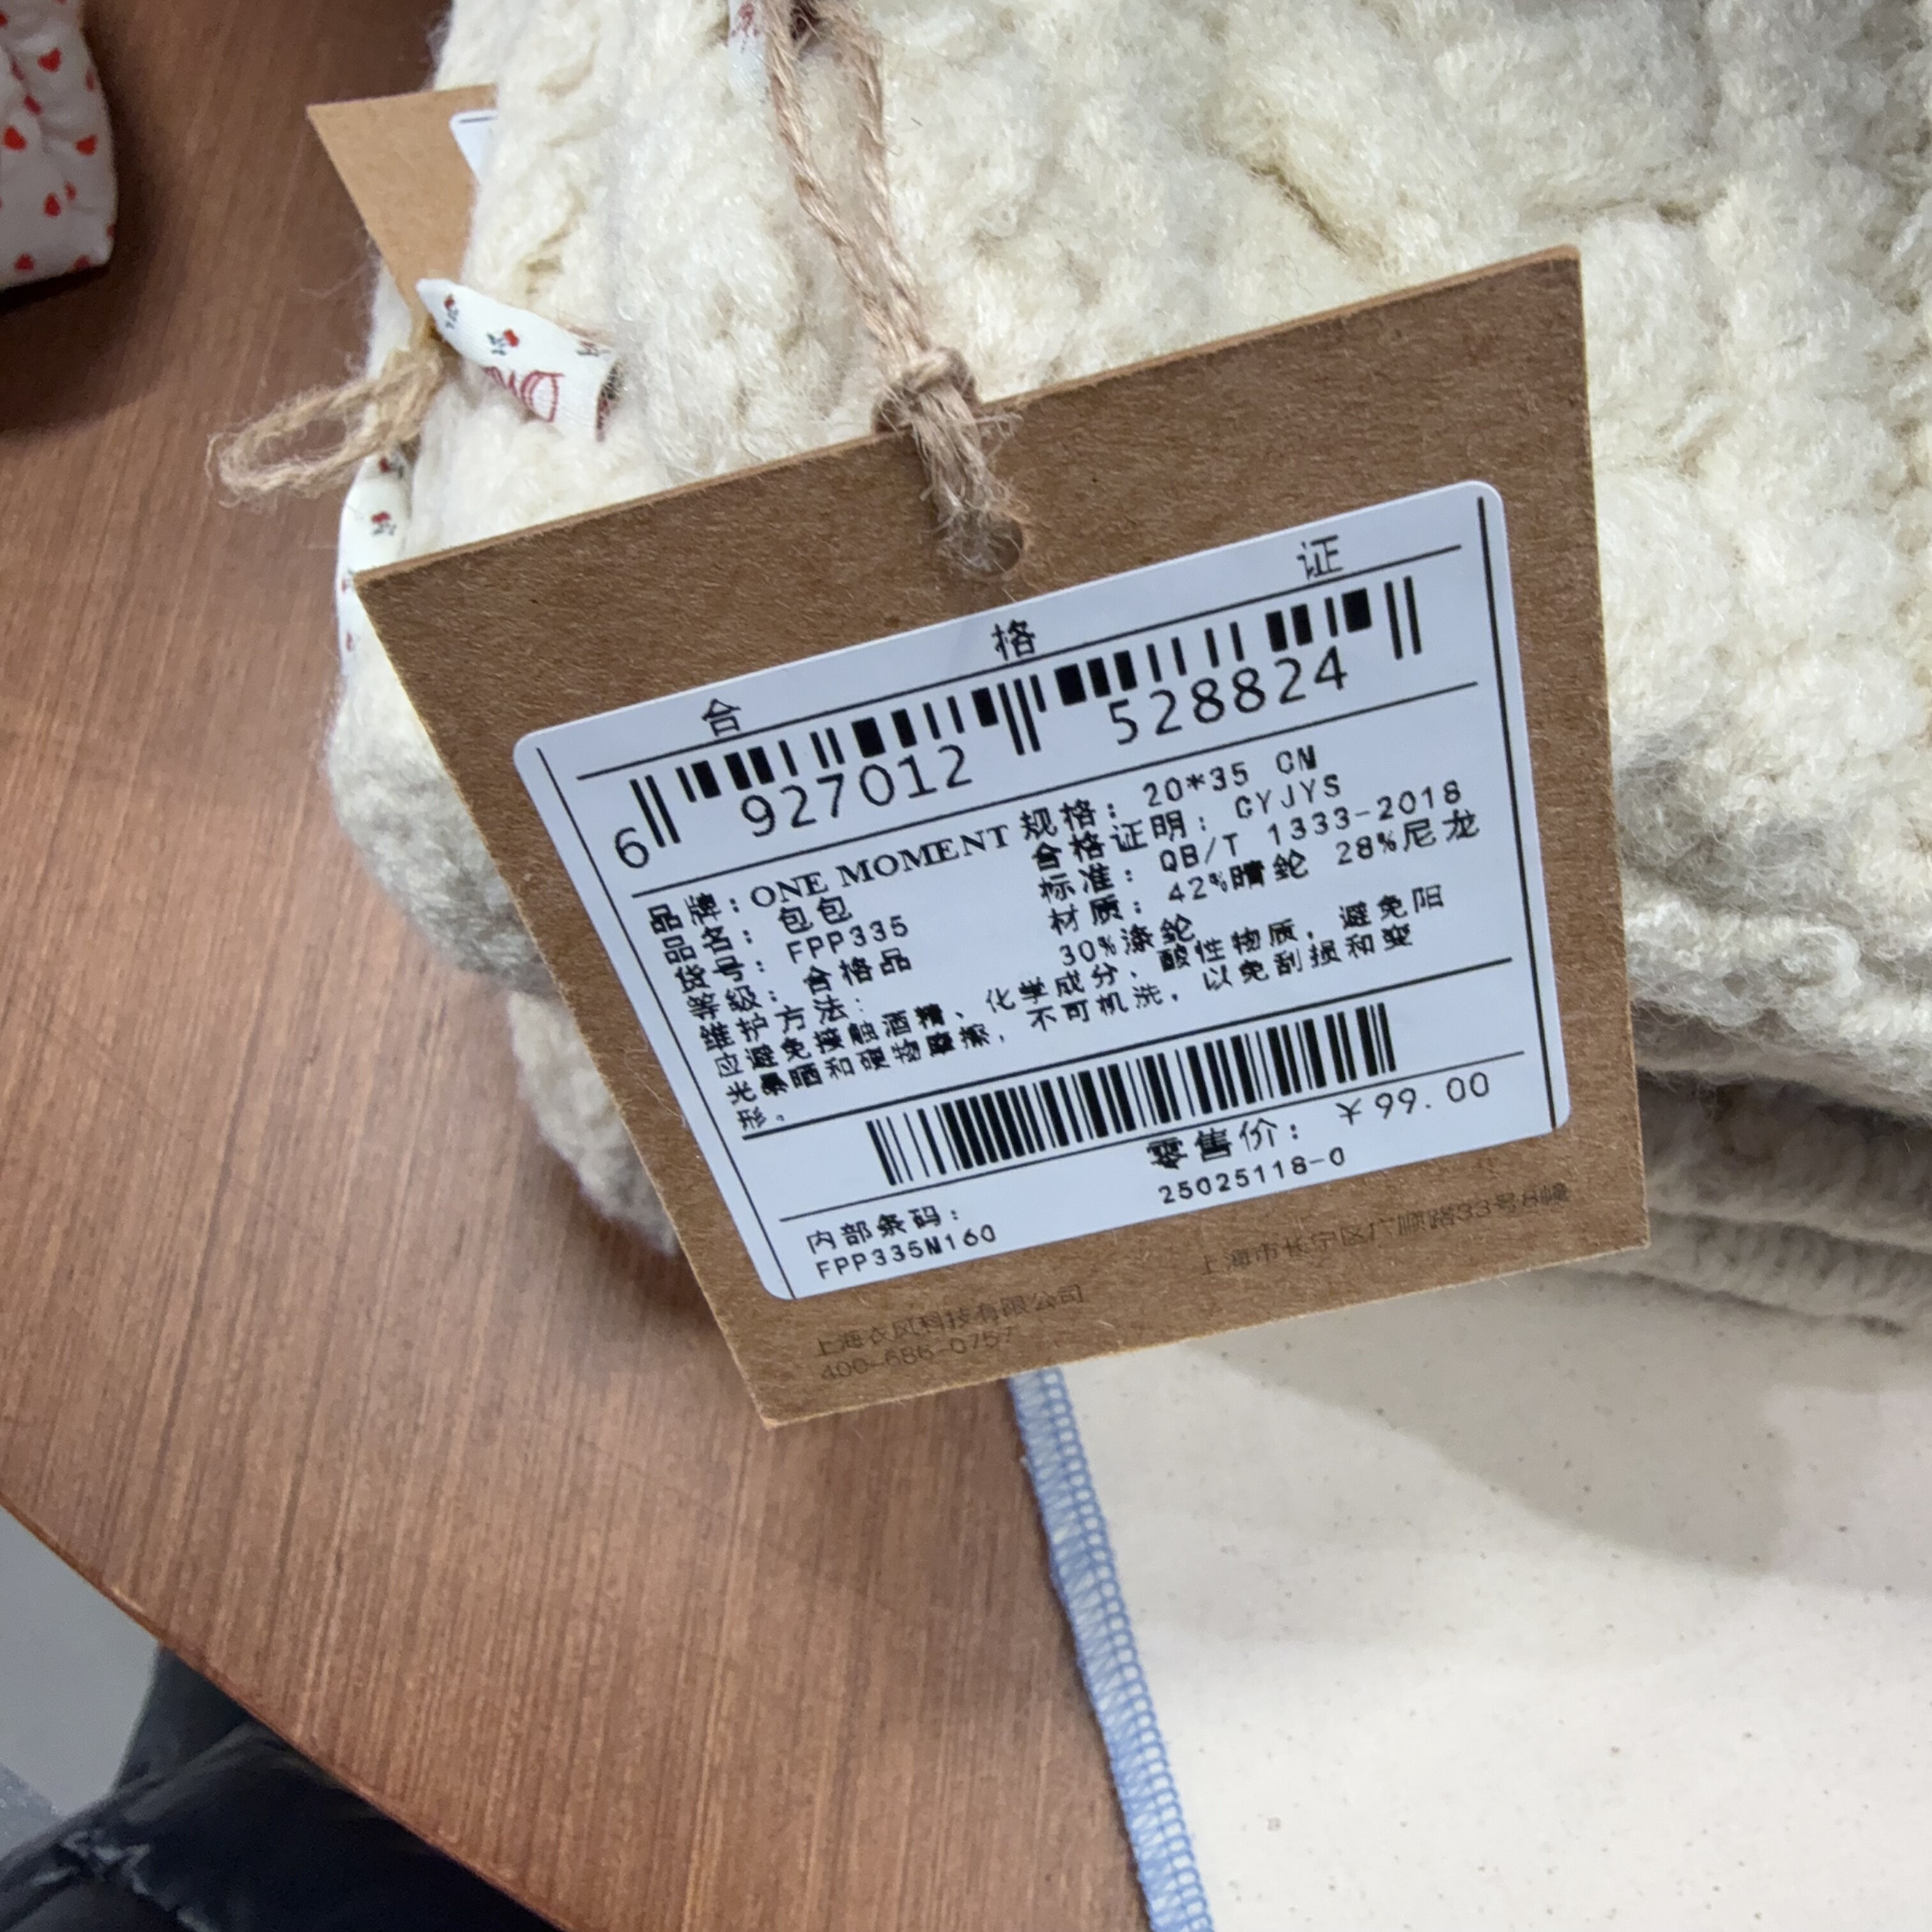 合 格 证
6 927012 528824
品牌：ONE MOMENT 规格：20*35 CM
品名：包包 合格证明：CYJYS
货号：FPP335 标准：QB/T 1333-2018
等级：合格品 材质：42%晴纶 28%尼龙
30%涤纶
维护方法：
应避免接触酒精、化学成分、酸性物质，避免阳
光暴晒和硬物摩擦，不可机洗，以免刮损和变
形。
内部条码：
FPP335N160
零售价：￥99.00
25025118-0
上海衣风科技有限公司
400-686-0757
上海市长宁区广顺路33号8幢